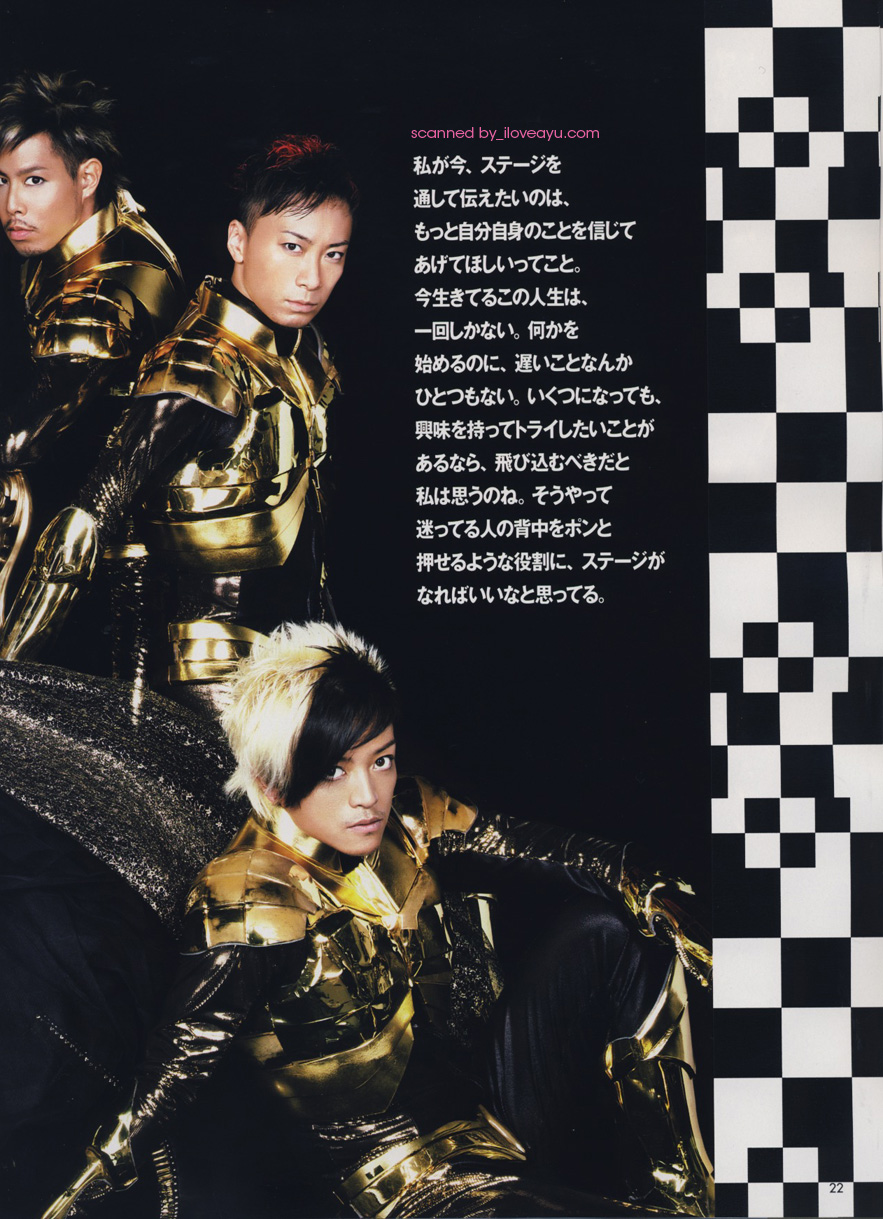 scanned by_iloveayu.com
私が今、ステージを
通して伝えたいのは、
もっと自分自身のことを信じて
あげてほしいってこと。
今生きてるこの人生は、
一回しかない。何かを
始めるのに、遅いことなんか
ひとつもない。いくつになっても、
興味を持ってトライしたいことが
あるなら、飛び込むべきだと
私は思うのね。そうやって
迷ってる人の背中をポンと
押せるような役割に、ステージが
なればいいなと思ってる。
22